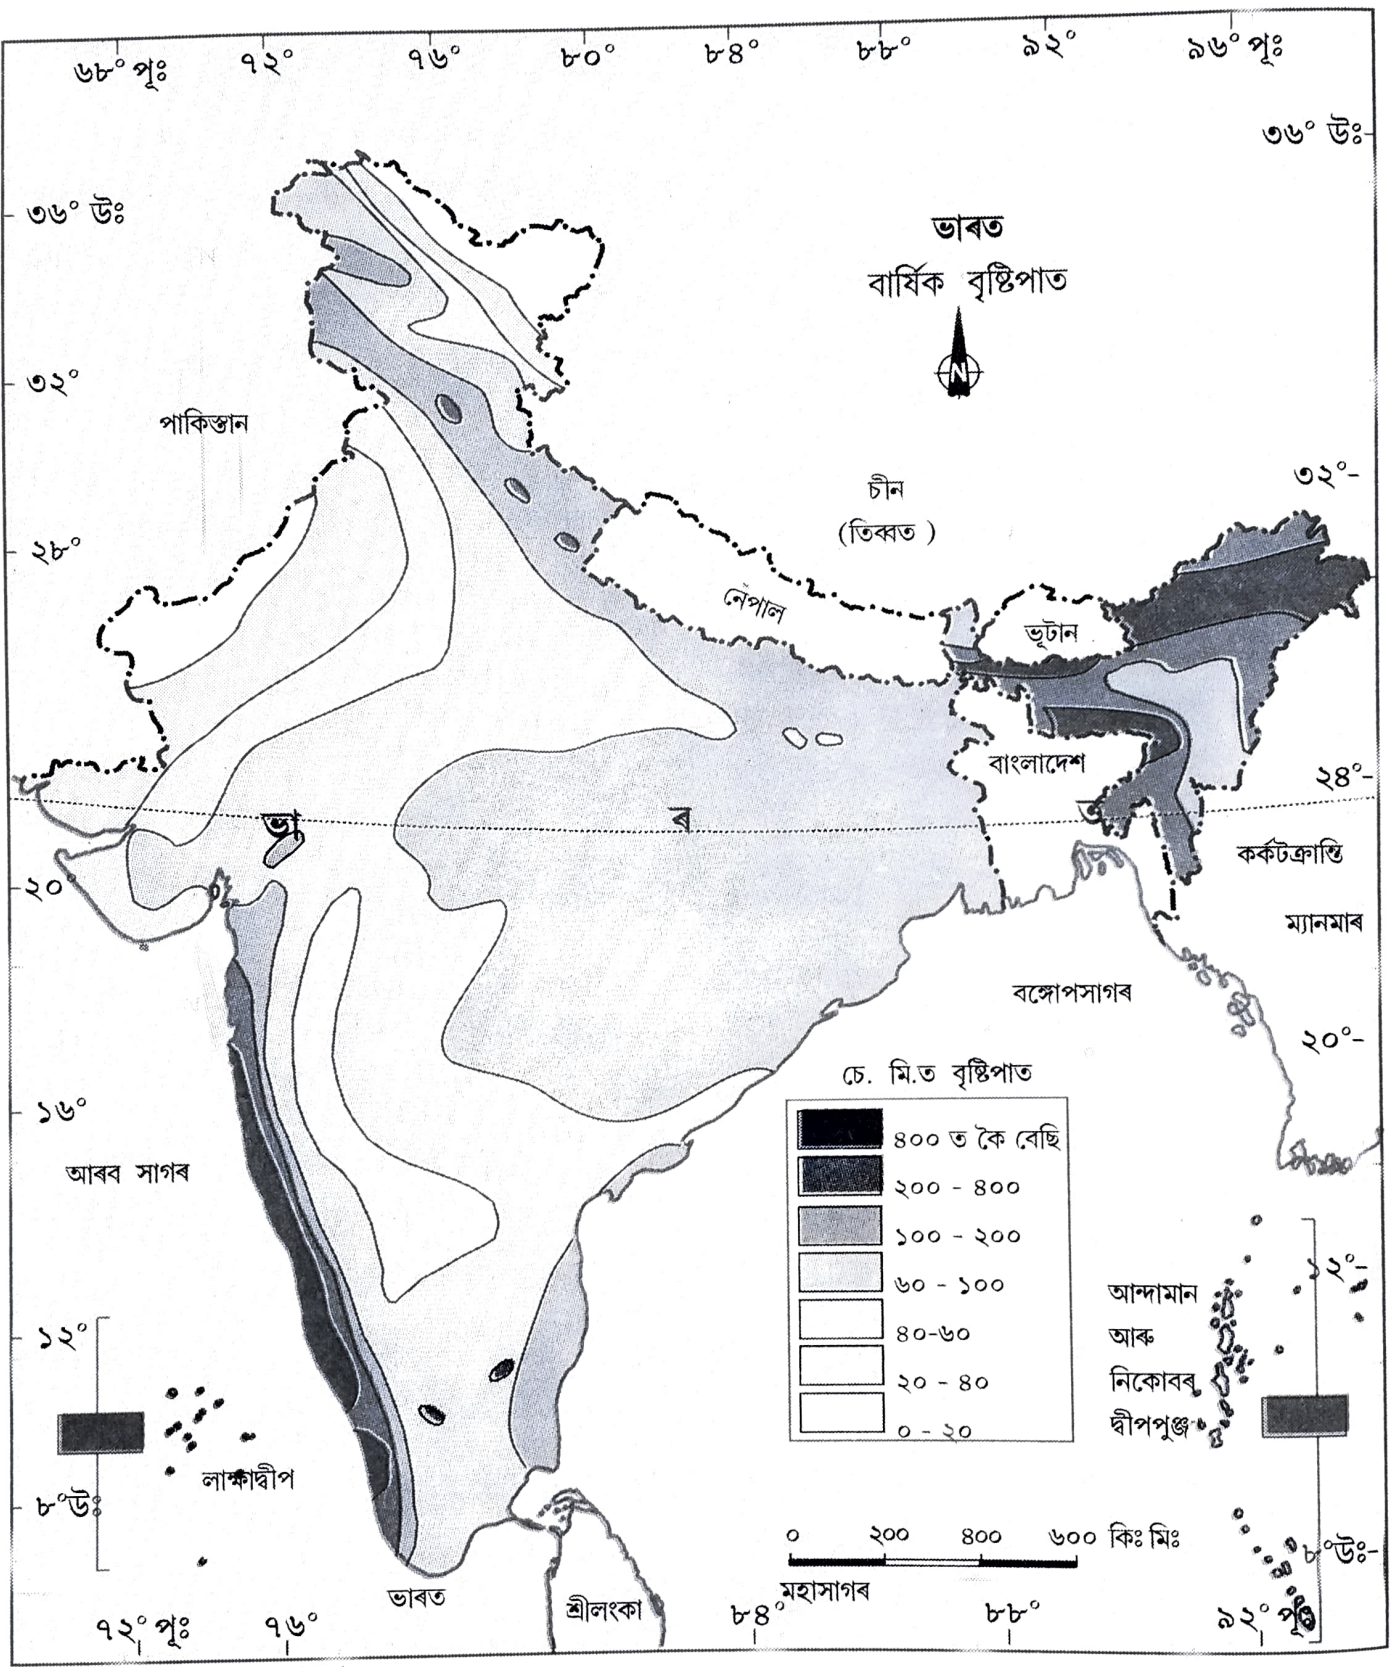 ৬৮° পূঃ ৭২° ৭৬° ৮০° ৮৪° ৮৮° ৯২° ৯৬° পূঃ
৩৬° উঃ
৩৬° উঃ
ভাৰত
বাৰ্ষিক বৃষ্টিপাত
N
৩২°
পাকিস্তান
৩২°
চীন
(তিব্বত )
২৮°
নেপাল
ভূটান
বাংলাদেশ
২৪°
ভা ৰ ত
কৰ্কটক্ৰান্তি
২০°
ম্যানমাৰ
বঙ্গোপসাগৰ
২০°
চে. মি.ত বৃষ্টিপাত
১৬°
৪০০ ত কৈ বেছি
আৰব সাগৰ
২০০ - ৪০০
১০০ - ২০০
৬০ - ১০০
৪০-৬০
২০ - ৪০
০ - ২০
১২°
আন্দামান
আৰু
নিকোবৰ
দ্বীপপুঞ্জ
১২°
লাক্ষাদ্বীপ
৮°উঃ
০ ২০০ ৪০০ ৬০০ কিঃ মিঃ
৮°উঃ
ভাৰত
মহাসাগৰ
শ্ৰীলংকা
৭২° পূঃ ৭৬° ৮৪° ৮৮° ৯২° পূঃ